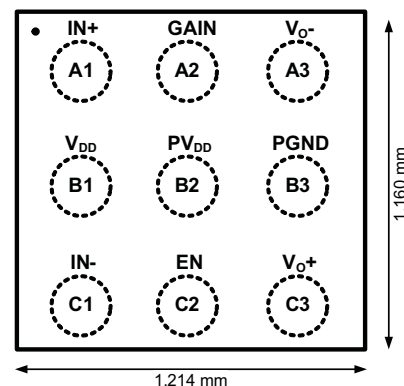 IN+ GAIN Vo-
A1 A2 A3
VDD PVDD PGND
B1 B2 B3
IN- EN Vo+
C1 C2 C3
1.160 mm
1.214 mm